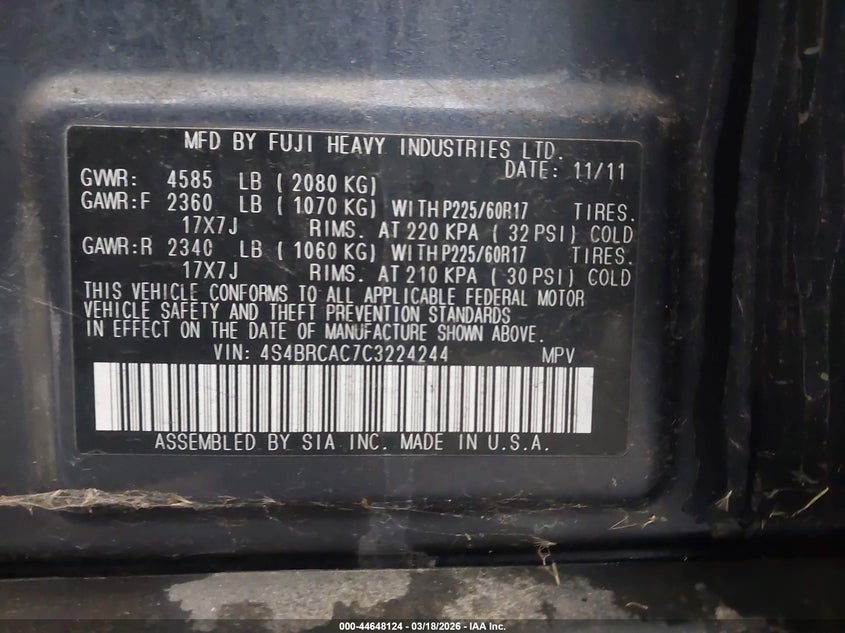 MFD BY FUJI HEAVY INDUSTRIES LTD.
DATE: 11/11
GVWR: 4585 LB ( 2080 KG)
GAWR:F 2360 LB ( 1070 KG) WITH P225/60R17 TIRES.
17X7J RIMS. AT 220 KPA ( 32 PSI) COLD
GAWR:R 2340 LB ( 1060 KG) WITH P225/60R17 TIRES.
17X7J RIMS. AT 210 KPA ( 30 PSI) COLD
THIS VEHICLE CONFORMS TO ALL APPLICABLE FEDERAL MOTOR
VEHICLE SAFETY AND THEFT PREVENTION STANDARDS
IN EFFECT ON THE DATE OF MANUFACTURE SHOWN ABOVE.
VIN: 4S4BRCAC7C3224244 MPV
ASSEMBLED BY SIA INC. MADE IN U.S.A.
000-44648124 — 03/18/2026 — IAA Inc.